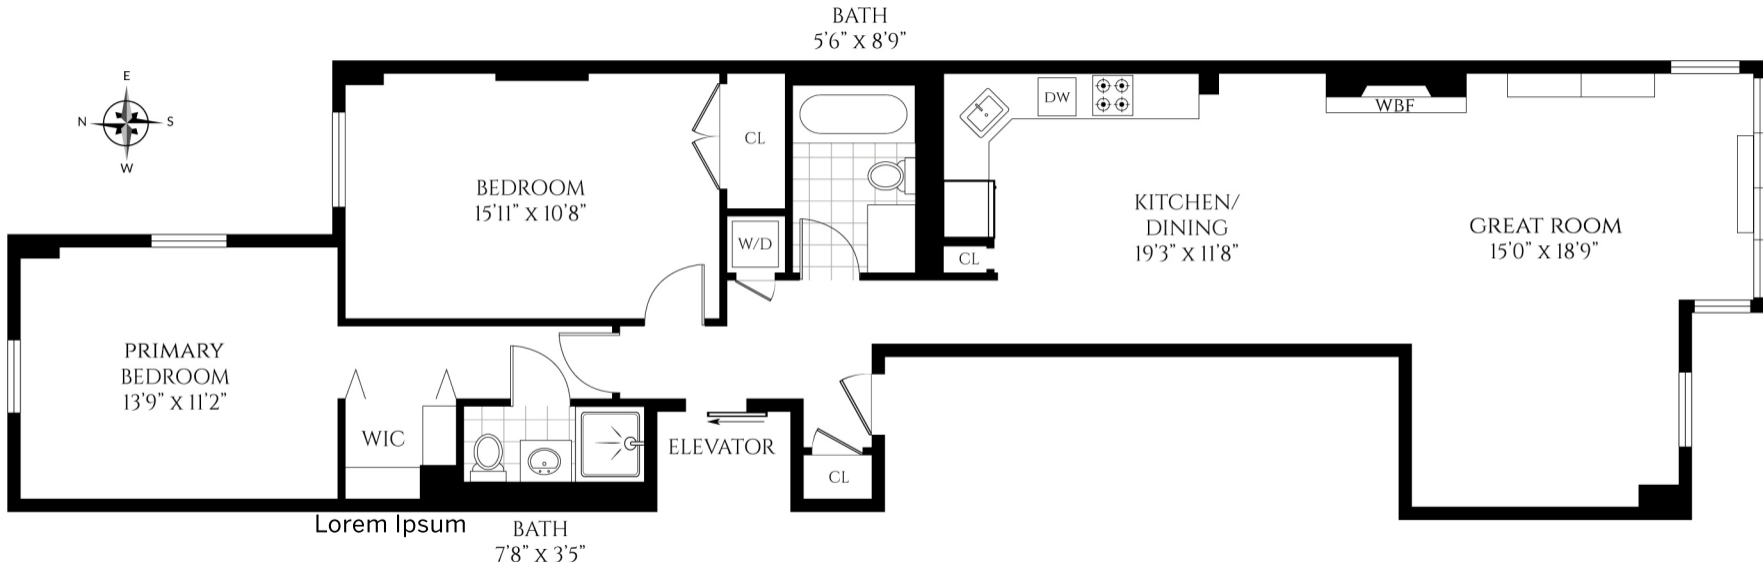 BATH
5'6" X 8'9"
E
N
S
W
DW
WBF
CL
BEDROOM
15'11" X 10'8"
KITCHEN/
DINING
19'3" X 11'8"
GREAT ROOM
15'0" X 18'9"
W/D
CL
PRIMARY
BEDROOM
13'9" X 11'2"
WIC
ELEVATOR
CL
Lorem Ipsum
BATH
7'8" X 3'5"